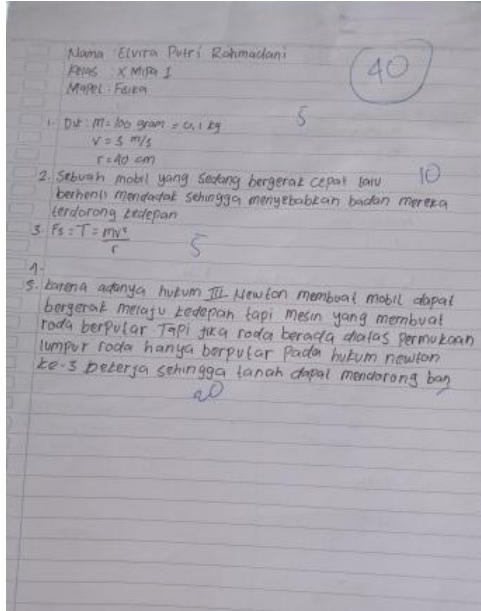 Nama : Elvira Putri Rahmadani
Kelas : X Mipa 1
Mapel : Fisika
40
1. Dik : m = 100 gram = 0,1 kg
5
v = 5 m/s
r = 40 cm
2. Sebuah mobil yang sedang bergerak cepat lalu
10
berhenti mendadak sehingga menyebabkan badan mereka
terdorong kedepan
3. Fs = T = mv²/r
5
4.
5. karena adanya hukum III Newton membuat mobil dapat
bergerak melaju kedepan tapi mesin yang membuat
roda berputar Tapi jika roda berada diatas permukaan
lumpur roda hanya berputar pada hukum newton
ke-3 bekerja sehingga tanah dapat mendorong ban
20